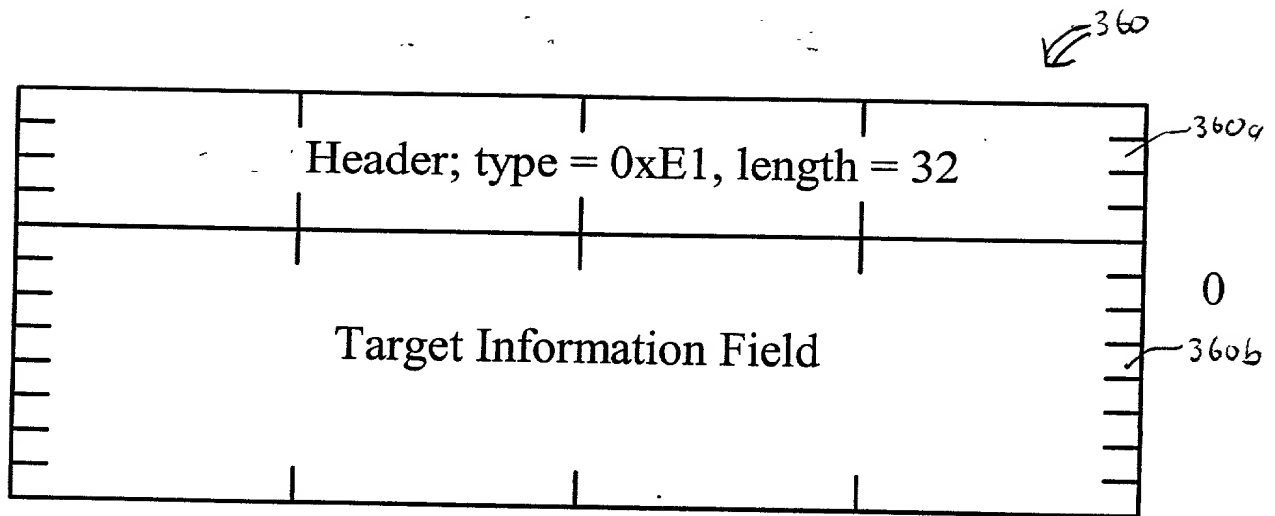 360
Header; type = 0xE1, length = 32
360a
0
Target Information Field
360b